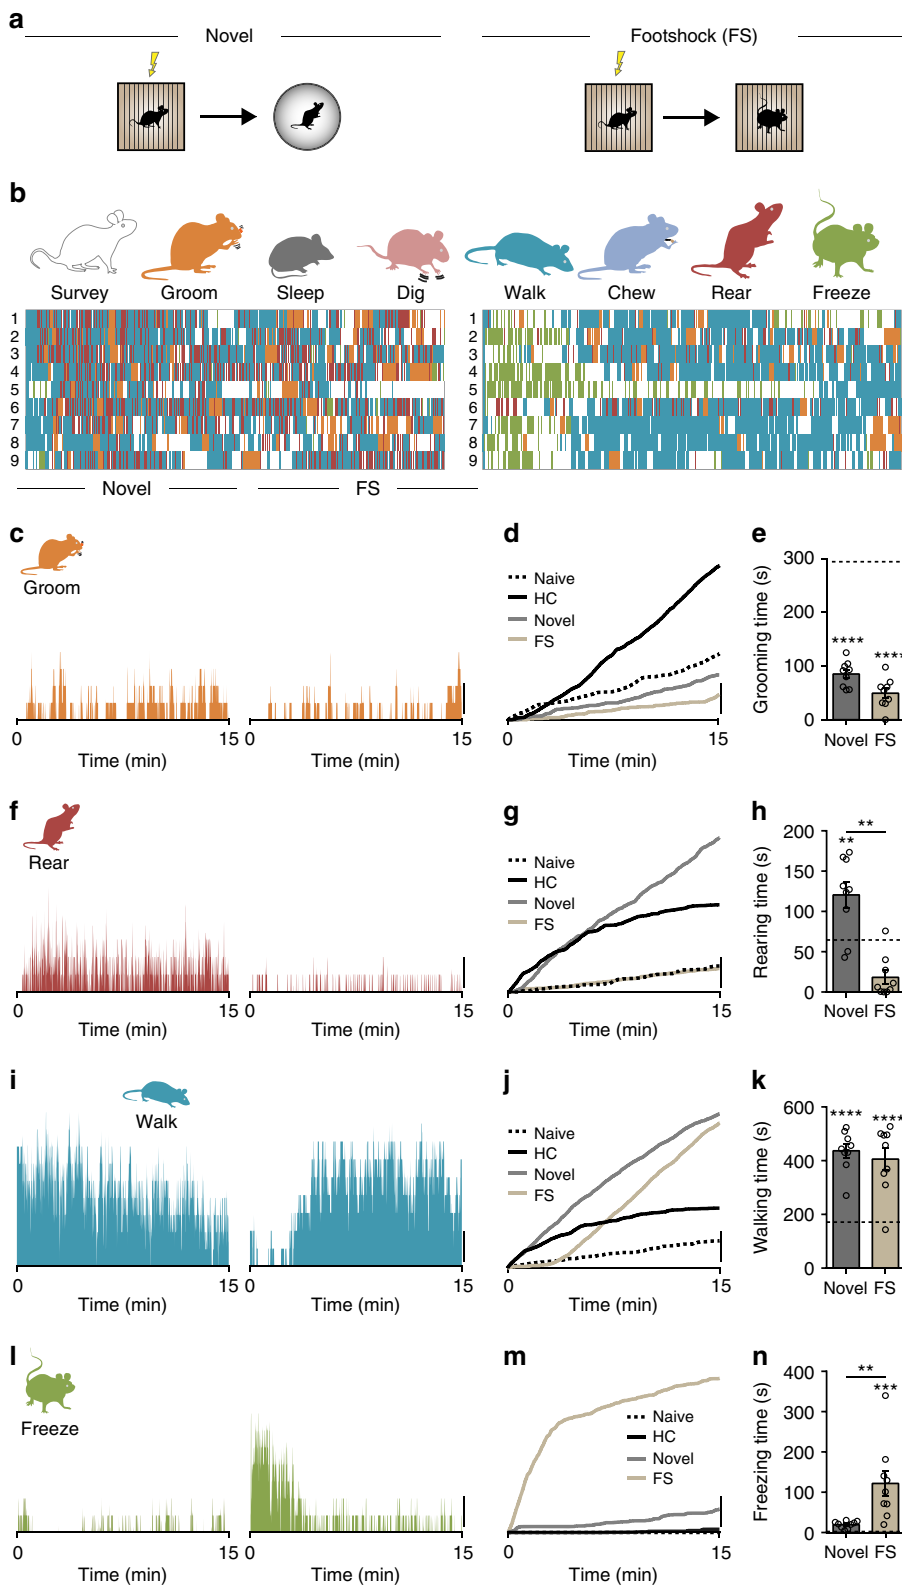 a
Novel
Footshock (FS)
b
Survey Groom Sleep Dig Walk Chew Rear Freeze
1 1
2 2
3 3
4 4
5 5
6 6
7 7
8 8
9 9
Novel FS
c d e
Groom
Naive
HC
Novel
FS
Grooming time (s)
300
200
100
0
****
****
0 15 0 15 0 15
Time (min) Time (min) Time (min)
Novel FS
f g h
Rear
Naive
HC
Novel
FS
Rearing time (s)
200
150
100
50
0
**
**
0 15 0 15 0 15
Time (min) Time (min) Time (min)
Novel FS
i j k
Walk
Naive
HC
Novel
FS
Walking time (s)
600
400
200
0
****
****
0 15 0 15 0 15
Time (min) Time (min) Time (min)
Novel FS
l m n
Freeze
Naive
HC
Novel
FS
Freezing time (s)
400
300
200
100
0
**
***
0 15 0 15 0 15
Time (min) Time (min) Time (min)
Novel FS